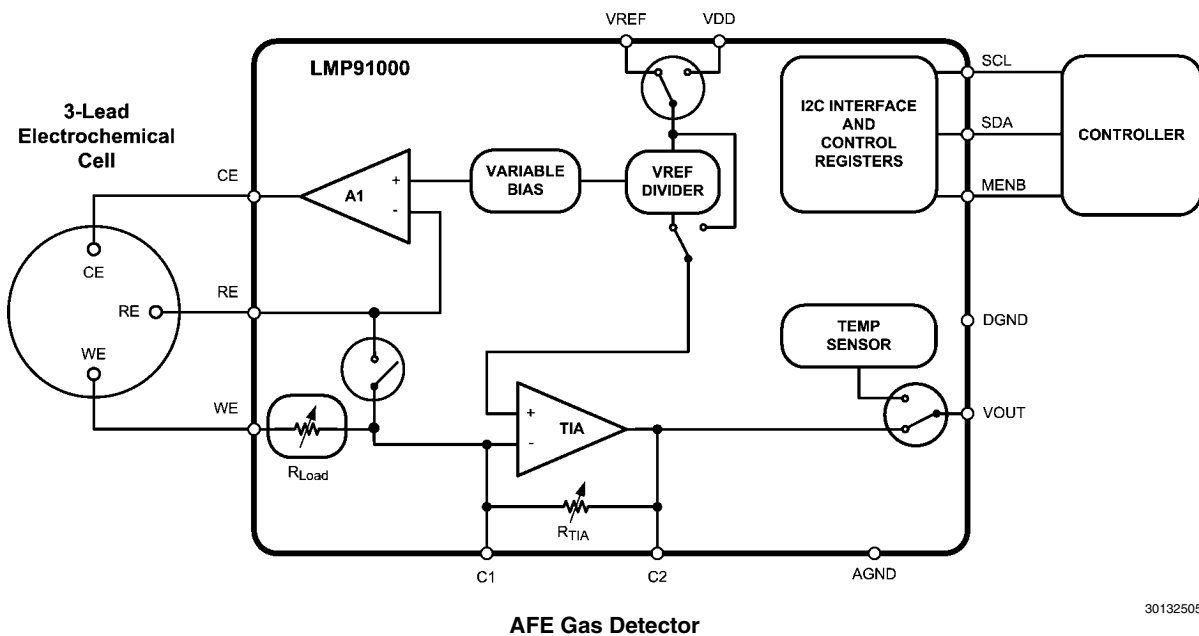 VREF
VDD
LMP91000
3-Lead
Electrochemical
Cell
I2C INTERFACE
AND
CONTROL
REGISTERS
SCL
SDA
MENB
CONTROLLER
CE
A1
+
-
VARIABLE
BIAS
VREF
DIVIDER
CE
RE
WE
RE
WE
RLoad
TEMP
SENSOR
DGND
+
-
TIA
VOUT
RTIA
C1
C2
AGND
30132505
AFE Gas Detector